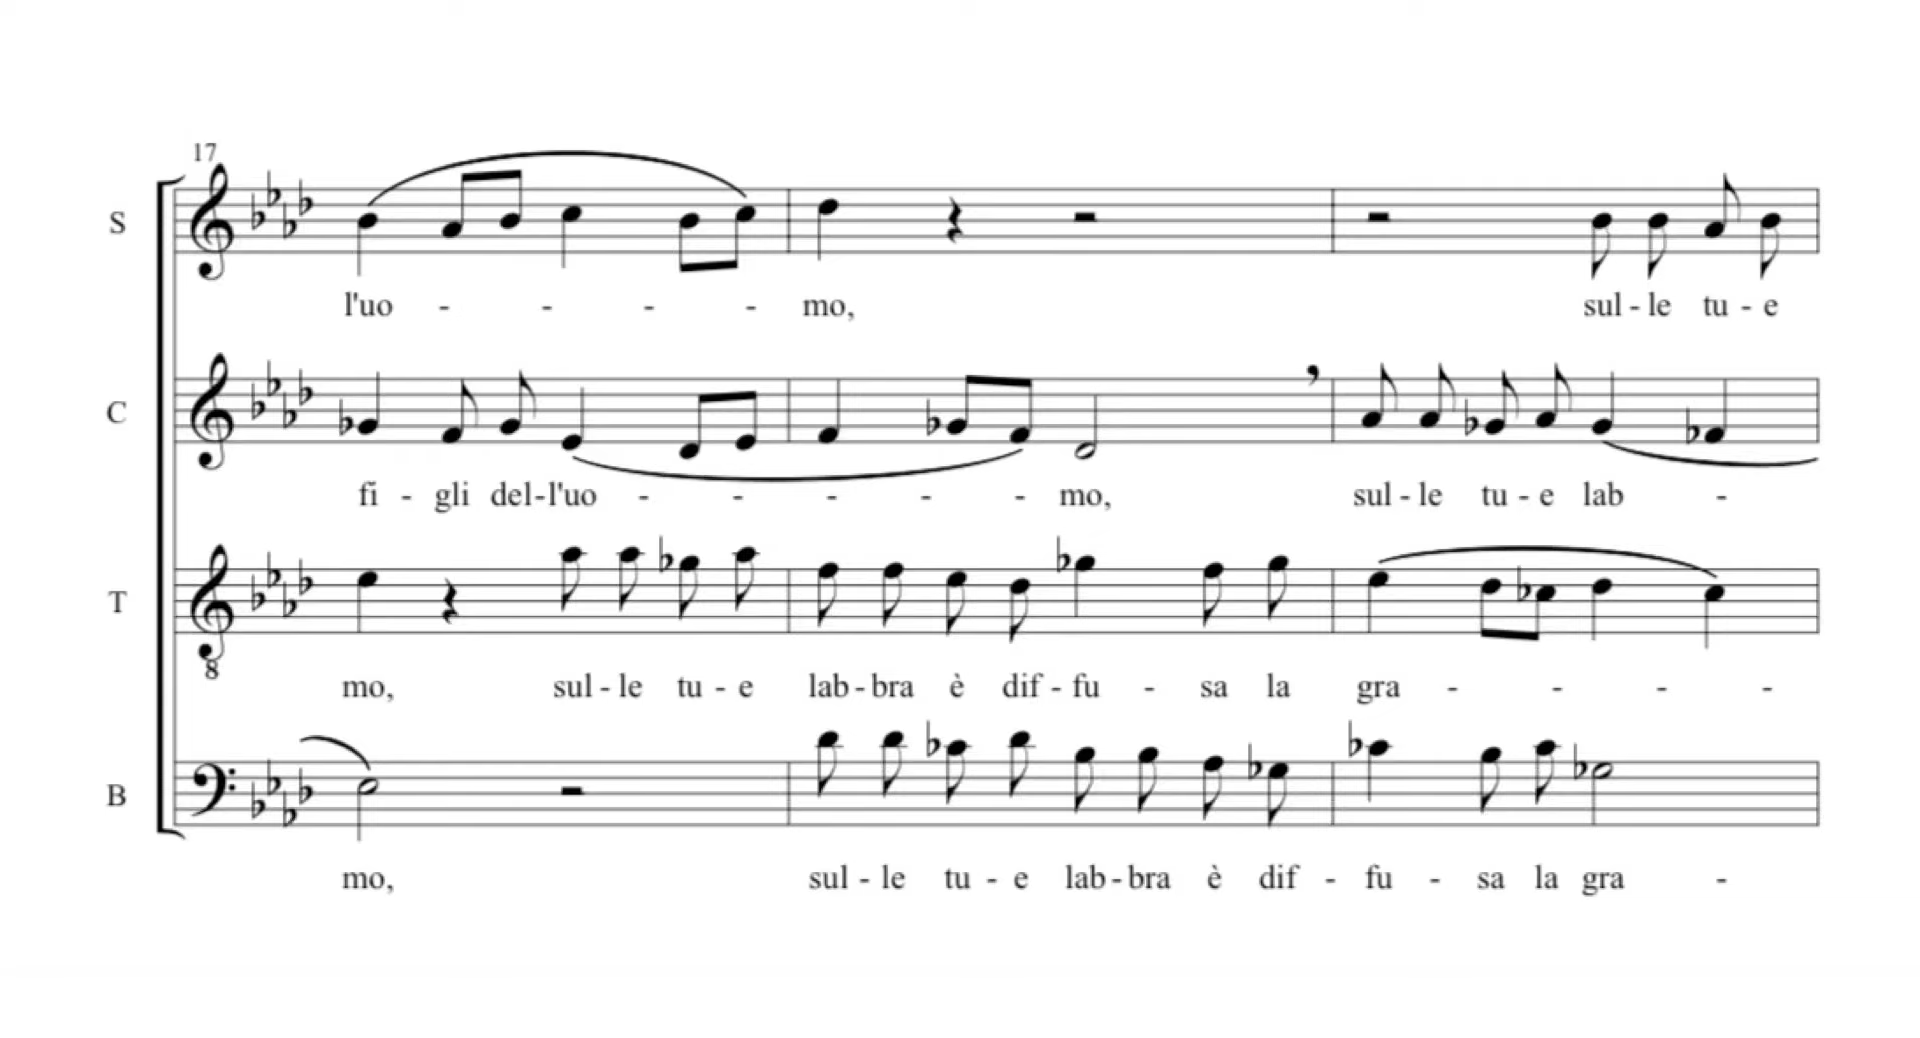 17
S
l'uo - - - - mo, sul - le tu - e
C
fi - gli del-l'uo - - - - - mo, sul - le tu - e lab -
T
8
mo, sul - le tu - e lab - bra è dif - fu - sa la gra - - - -
B
mo, sul - le tu - e lab - bra è dif - fu - sa la gra -